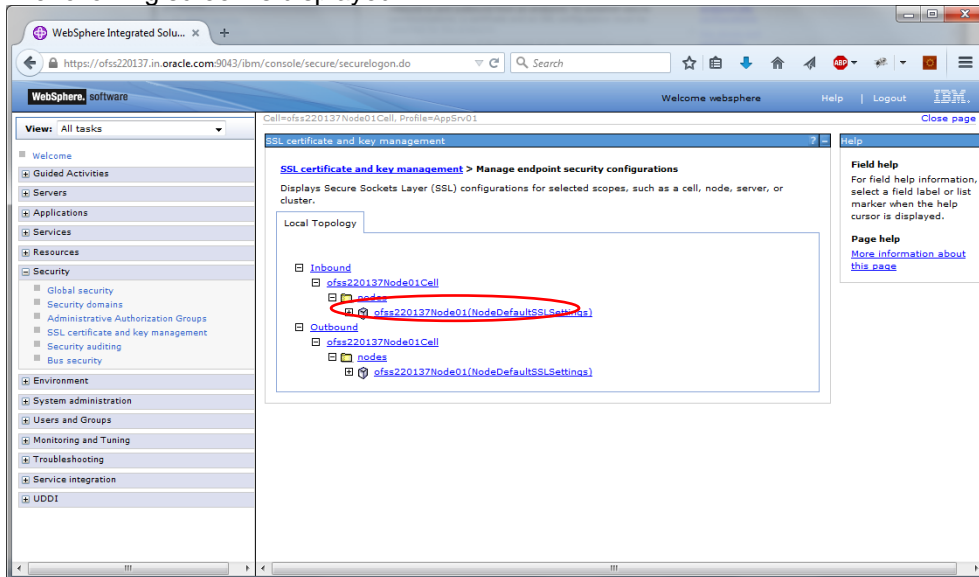 WebSphere Integrated Solu... × +
https://ofss220137.in.oracle.com:9043/ibm/console/secure/securelogon.do
Search
ABP
WebSphere. software
Welcome websphere
Help | Logout
IBM.
View: All tasks
Cell=ofss220137Node01Cell, Profile=AppSrv01
Close page
Welcome
Guided Activities
Servers
Applications
Services
Resources
Security
Global security
Security domains
Administrative Authorization Groups
SSL certificate and key management
Security auditing
Bus security
Environment
System administration
Users and Groups
Monitoring and Tuning
Troubleshooting
Service integration
UDDI
SSL certificate and key management
? -
SSL certificate and key management > Manage endpoint security configurations
Displays Secure Sockets Layer (SSL) configurations for selected scopes, such as a cell, node, server, or
cluster.
Local Topology
Inbound
ofss220137Node01Cell
nodes
ofss220137Node01(NodeDefaultSSLSettings)
Outbound
ofss220137Node01Cell
nodes
ofss220137Node01(NodeDefaultSSLSettings)
Help
Field help
For field help information,
select a field label or list
marker when the help
cursor is displayed.
Page help
More information about
this page